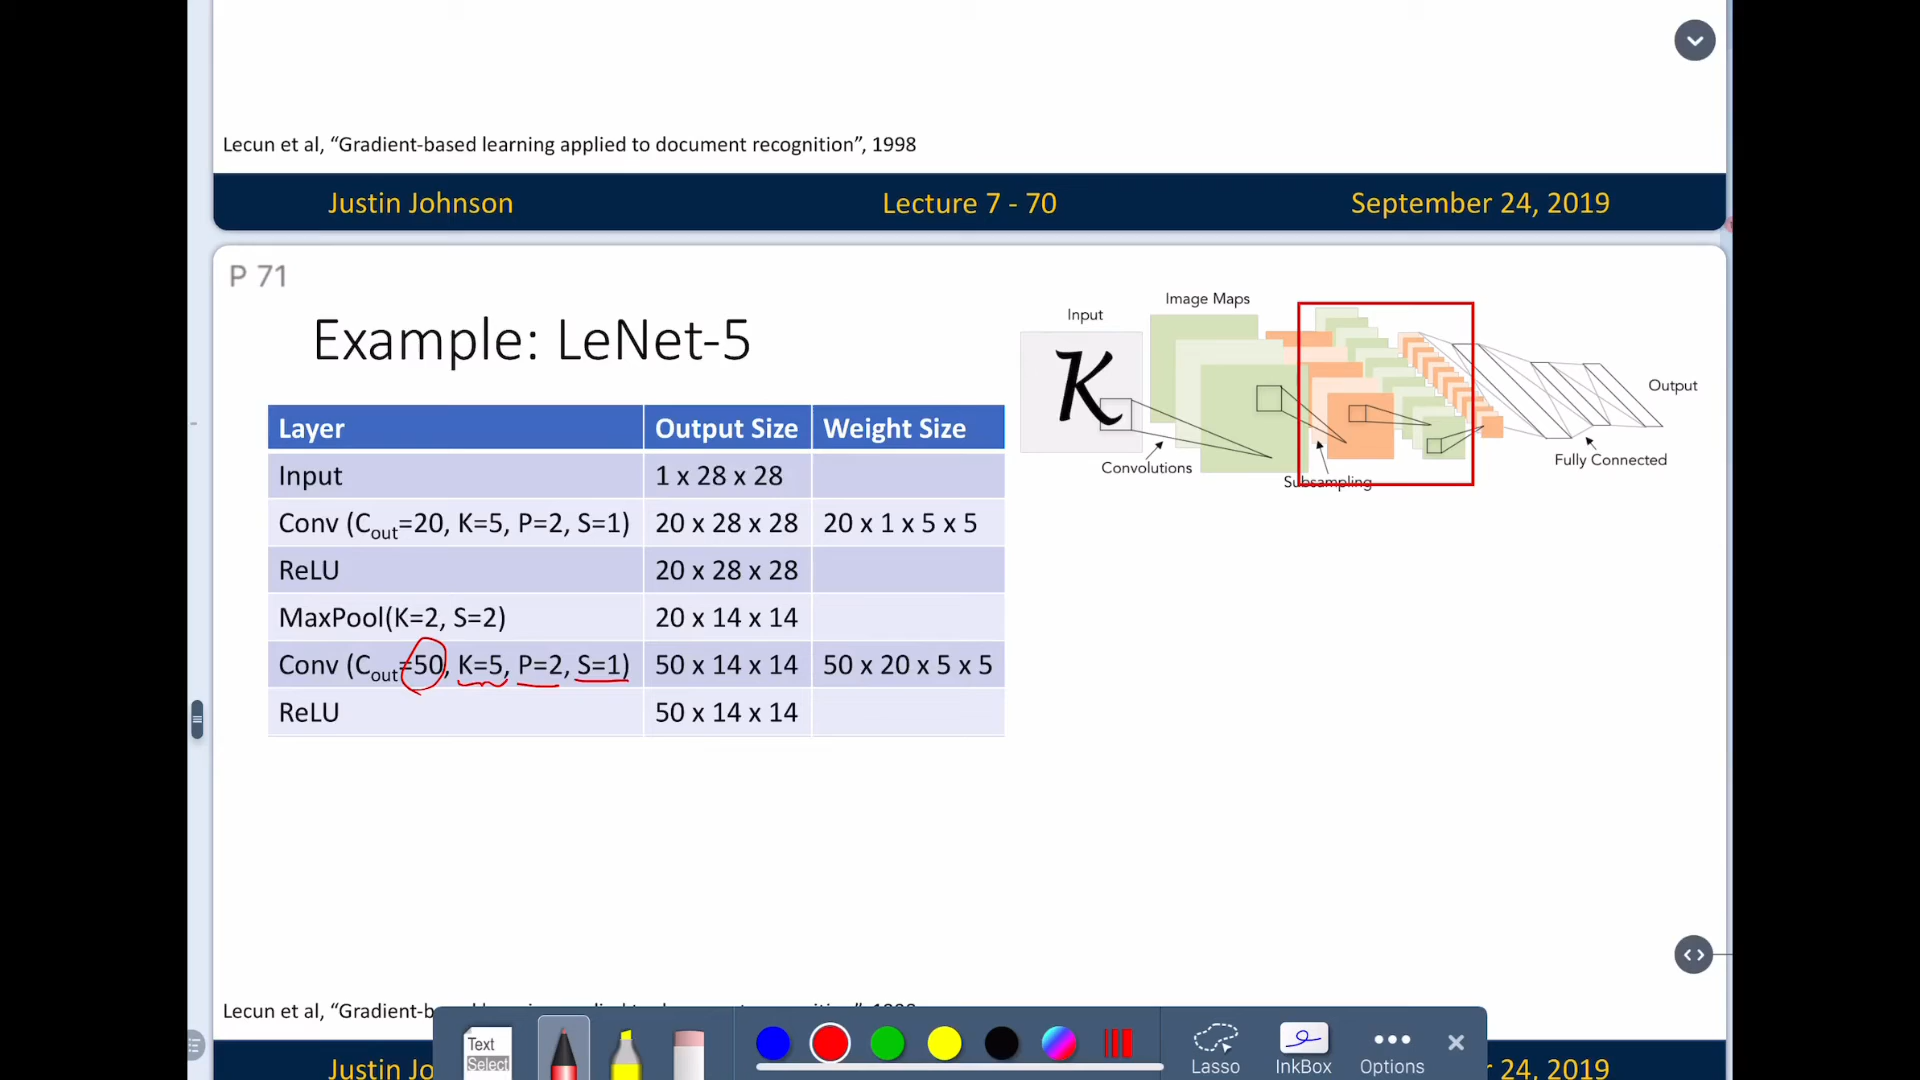 Lecun et al, “Gradient-based learning applied to document recognition”, 1998
Justin Johnson
Lecture 7 - 70
September 24, 2019
P 71
Example: LeNet-5
Input
Image Maps
K
Output
Convolutions
Subsampling
Fully Connected
Layer Output Size Weight Size
Input 1 x 28 x 28
Conv (Cout=20, K=5, P=2, S=1) 20 x 28 x 28 20 x 1 x 5 x 5
ReLU 20 x 28 x 28
MaxPool(K=2, S=2) 20 x 14 x 14
Conv (Cout=50, K=5, P=2, S=1) 50 x 14 x 14 50 x 20 x 5 x 5
ReLU 50 x 14 x 14
Lecun et al, “Gradient-b
Justin Jo
24, 2019
Text
Select
Lasso
InkBox
Options